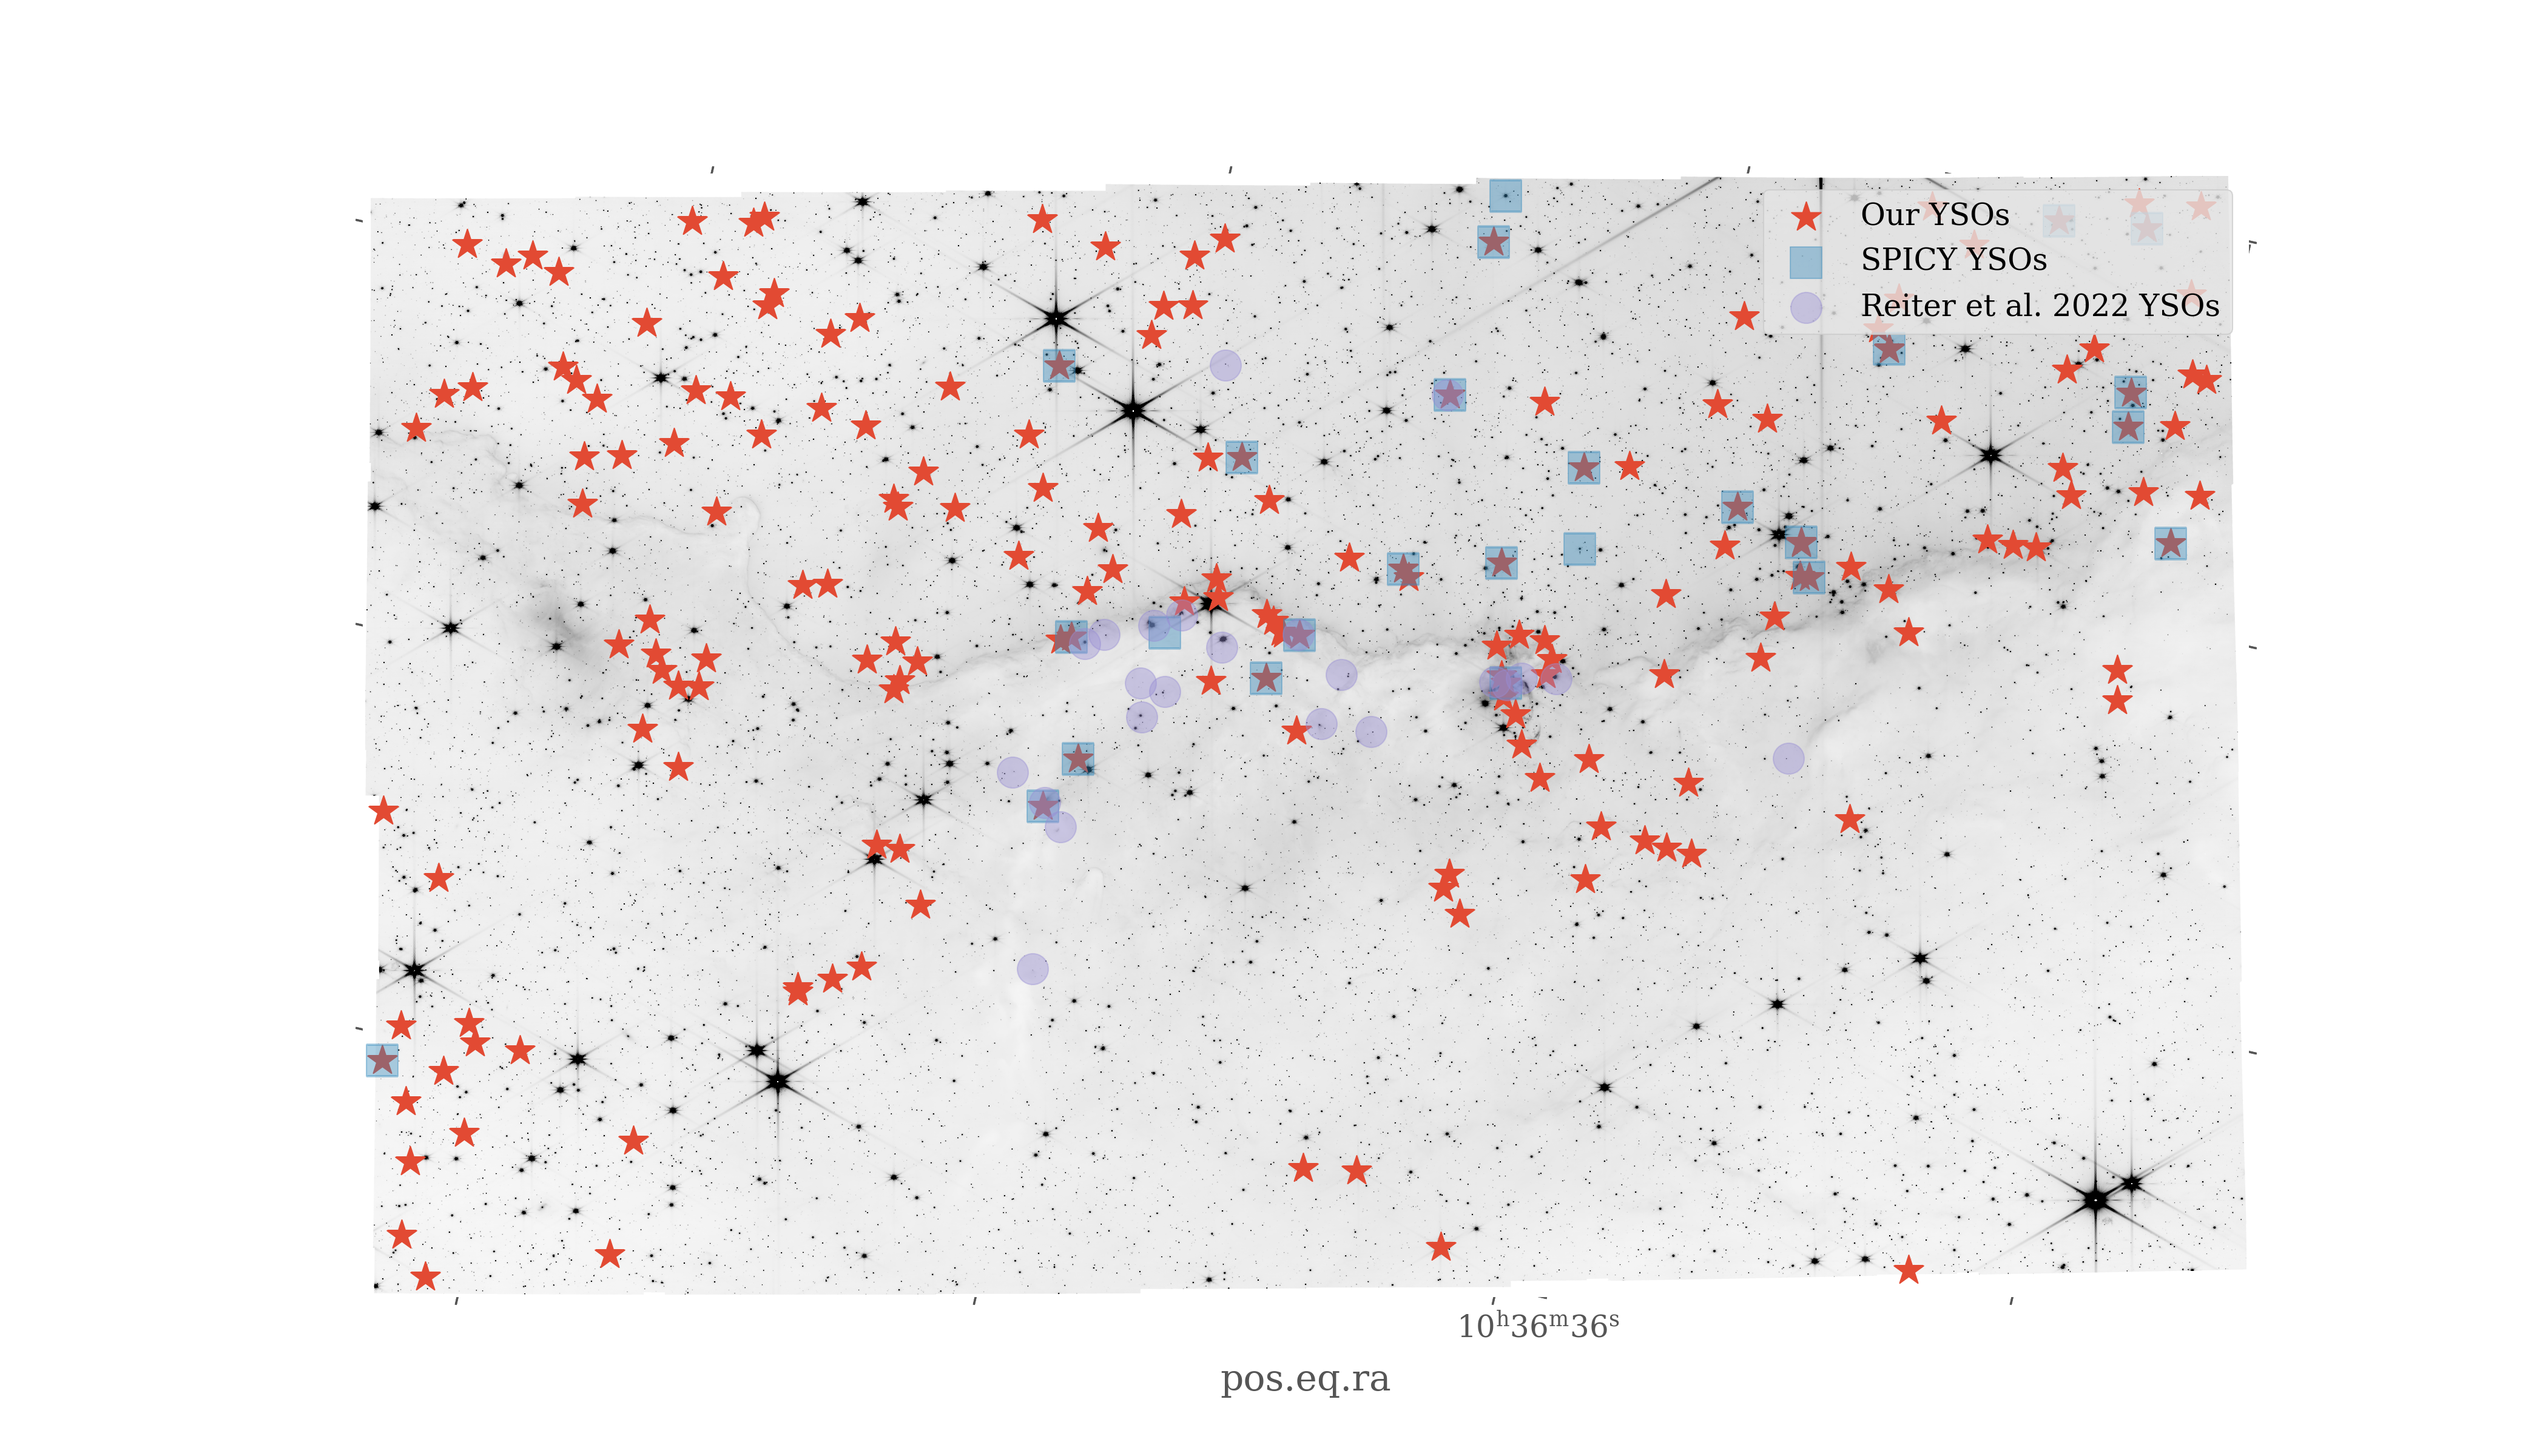 Our YSOs
SPICY YSOs
Reiter et al. 2022 YSOs
10ʰ36ᵐ36ˢ
pos.eq.ra